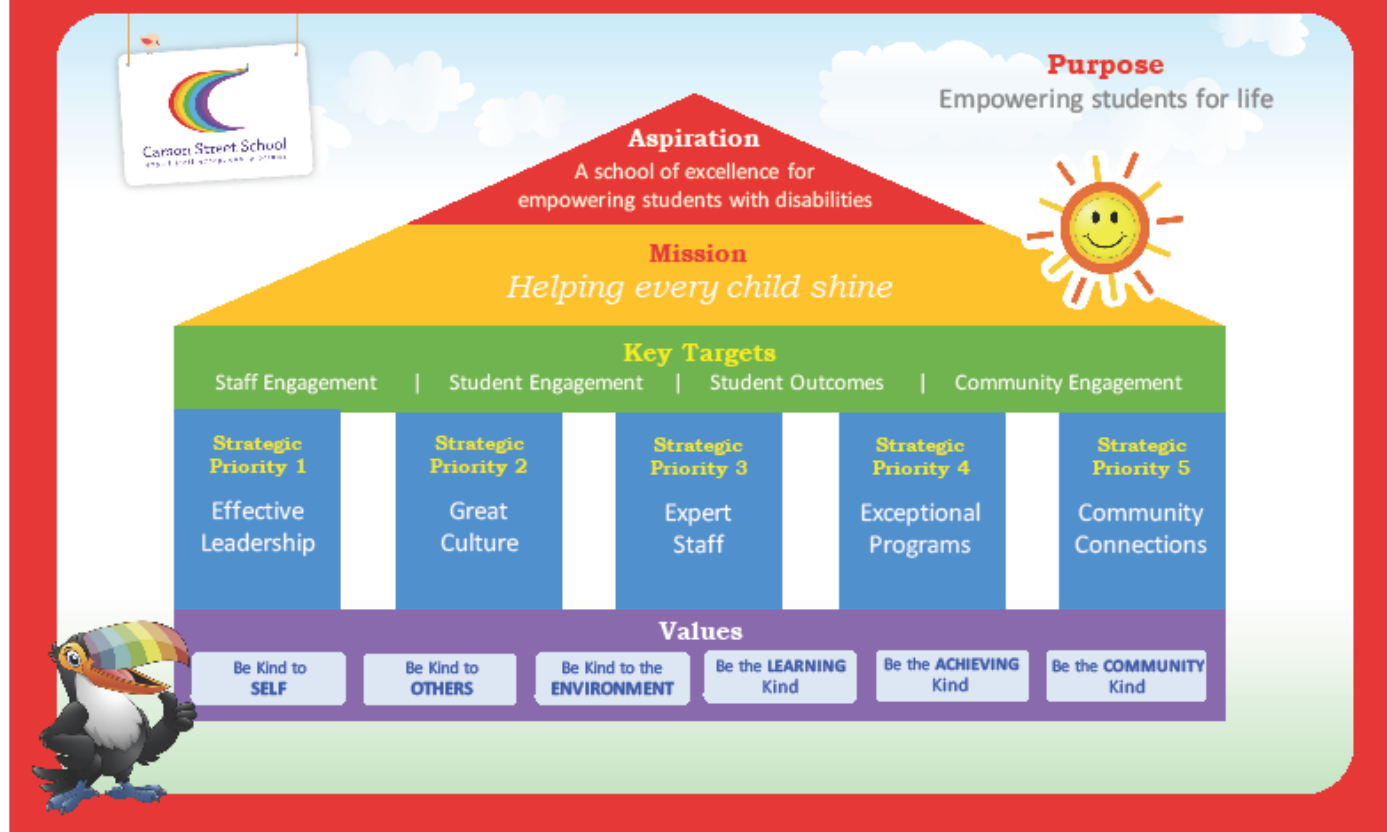 Carson Street School
Purpose
Empowering students for life
Aspiration
A school of excellence for
empowering students with disabilities
Mission
Helping every child shine
Key Targets
Staff Engagement | Student Engagement | Student Outcomes | Community Engagement
Strategic
Priority 1
Effective
Leadership
Strategic
Priority 2
Great
Culture
Strategic
Priority 3
Expert
Staff
Strategic
Priority 4
Exceptional
Programs
Strategic
Priority 5
Community
Connections
Values
Be Kind to
SELF
Be Kind to
OTHERS
Be Kind to the
ENVIRONMENT
Be the LEARNING
Kind
Be the ACHIEVING
Kind
Be the COMMUNITY
Kind